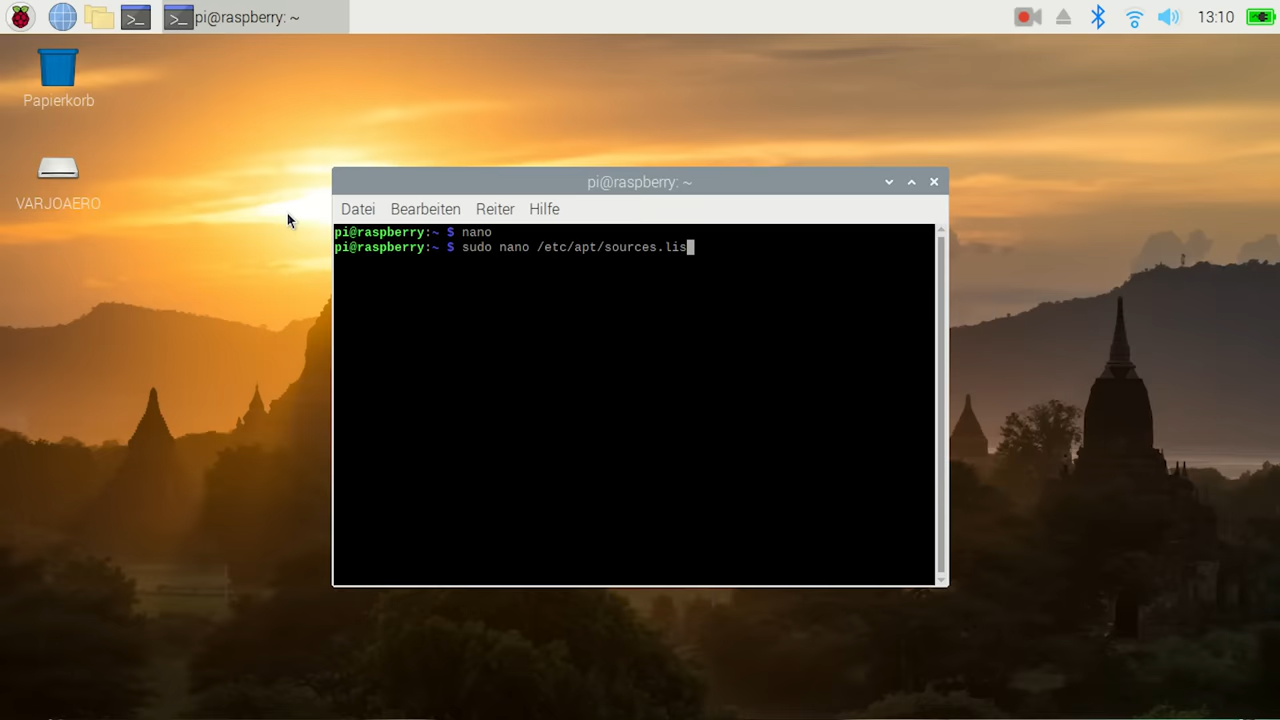 pi@raspberry: ~
13:10
Papierkorb
VARJOAERO
pi@raspberry: ~
Datei Bearbeiten Reiter Hilfe
pi@raspberry:~ $ nano
pi@raspberry:~ $ sudo nano /etc/apt/sources.lis